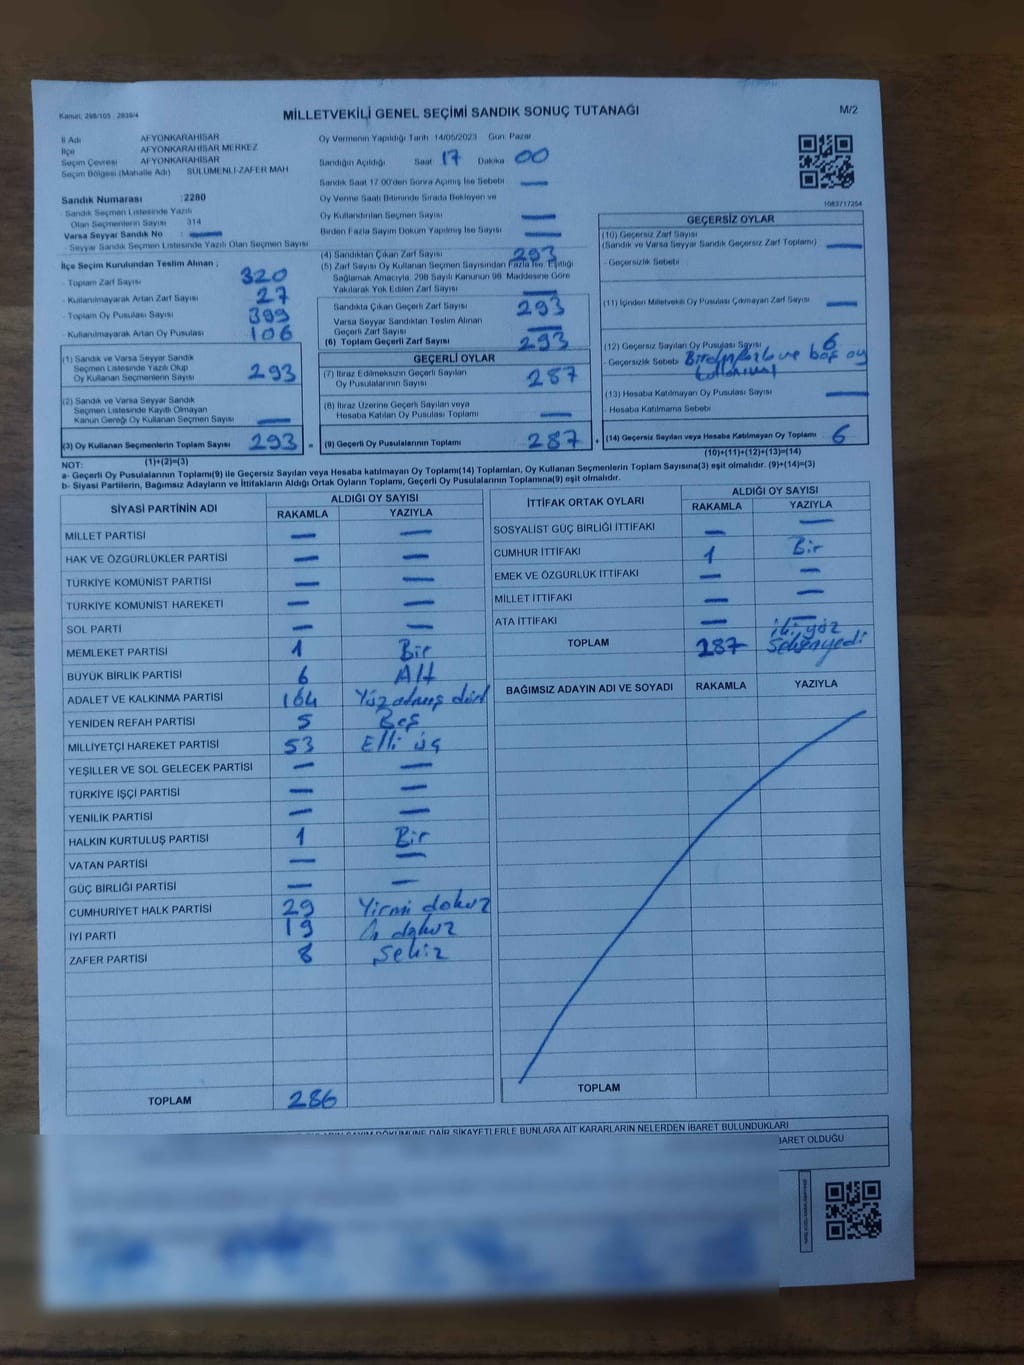 Kanun: 298/105 , 2839/4
MİLLETVEKİLİ GENEL SEÇİMİ SANDIK SONUÇ TUTANAĞI
M/2
İl Adı AFYONKARAHİSAR
İlçe AFYONKARAHİSAR MERKEZ
Seçim Çevresi AFYONKARAHİSAR
Seçim Bölgesi (Mahalle Adı) SÜLÜMENLİ-ZAFER MAH
Oy Vermenin Yapıldığı Tarih 14/05/2023 Gün: Pazar
Sandığın Açıldığı Saat 17 Dakika 00
Sandık Saat 17.00'den Sonra Açımış İse Sebebi —
Oy Verme Saati Bitiminde Sırada Bekleyen ve
Oy Kullandırılan Seçmen Sayısı —
Birden Fazla Sayım Döküm Yapılmış İse Sayısı —
1083717254
Sandık Numarası :2280
- Sandık Seçmen Listesinde Yazılı
Olan Seçmenlerin Sayısı 314
Varsa Seyyar Sandık No : —
- Seyyar Sandık Seçmen Listesinde Yazılı Olan Seçmen Sayısı
İlçe Seçim Kurulundan Teslim Alınan ;
- Toplam Zarf Sayısı 320
- Kullanılmayarak Artan Zarf Sayısı 27
- Toplam Oy Pusulası Sayısı 399
- Kullanılmayarak Artan Oy Pusulası 106
(1) Sandık ve Varsa Seyyar Sandık
Seçmen Listesinde Yazılı Olup
Oy Kullanan Seçmenlerin Sayısı 293
(2) Sandık ve Varsa Seyyar Sandık
Seçmen Listesinde Kayıtlı Olmayan
Kanun Gereği Oy Kullanan Seçmen Sayısı —
(3) Oy Kullanan Seçmenlerin Toplam Sayısı 293 =
(1)+(2)=(3)
(4) Sandıktan Çıkan Zarf Sayısı 293
(5) Zarf Sayısı Oy Kullanan Seçmen Sayısından Fazla İse, Eşitliği
Sağlamak Amacıyla, 298 Sayılı Kanunun 98. Maddesine Göre
Yakılarak Yok Edilen Zarf Sayısı —
Sandıkta Çıkan Geçerli Zarf Sayısı 293
Varsa Seyyar Sandıktan Teslim Alınan
Geçerli Zarf Sayısı —
(6) Toplam Geçerli Zarf Sayısı 293
GEÇERLİ OYLAR
(7) İtiraz Edilmeksizin Geçerli Sayılan
Oy Pusulalarının Sayısı 287
(8) İtiraz Üzerine Geçerli Sayılan veya
Hesaba Katılan Oy Pusulası Toplamı —
(9) Geçerli Oy Pusulalarının Toplamı 287 +
GEÇERSİZ OYLAR
(10) Geçersiz Zarf Sayısı
(Sandık ve Varsa Seyyar Sandık Geçersiz Zarf Toplamı) —
- Geçersizlik Sebebi
(11) İçinden Milletvekili Oy Pusulası Çıkmayan Zarf Sayısı —
(12) Geçersiz Sayılan Oy Pusulası Sayısı 6
- Geçersizlik Sebebi Birden fazla ve boş oy
kullanımı
(13) Hesaba Katılmayan Oy Pusulası Sayısı —
- Hesaba Katılmama Sebebi
(14) Geçersiz Sayılan veya Hesaba Katılmayan Oy Toplamı 6
(10)+(11)+(12)+(13)=(14)
NOT:
a- Geçerli Oy Pusulalarının Toplamı(9) ile Geçersiz Sayılan veya Hesaba katılmayan Oy Toplamı(14) Toplamları, Oy Kullanan Seçmenlerin Toplam Sayısına(3) eşit olmalıdır. (9)+(14)=(3)
b- Siyasi Partilerin, Bağımsız Adayların ve İttifakların Aldığı Ortak Oyların Toplamı, Geçerli Oy Pusulalarının Toplamına(9) eşit olmalıdır.
SİYASİ PARTİNİN ADI ALDIĞI OY SAYISI
RAKAMLA YAZIYLA
MİLLET PARTİSİ — —
HAK VE ÖZGÜRLÜKLER PARTİSİ — —
TÜRKİYE KOMÜNİST PARTİSİ — —
TÜRKİYE KOMÜNİST HAREKETİ — —
SOL PARTİ — —
MEMLEKET PARTİSİ 1 Bir
BÜYÜK BİRLİK PARTİSİ 6 Altı
ADALET VE KALKINMA PARTİSİ 164 Yüz altmış dört
YENİDEN REFAH PARTİSİ 5 Beş
MİLLİYETÇİ HAREKET PARTİSİ 53 Elli üç
YEŞİLLER VE SOL GELECEK PARTİSİ — —
TÜRKİYE İŞÇİ PARTİSİ — —
YENİLİK PARTİSİ — —
HALKIN KURTULUŞ PARTİSİ 1 Bir
VATAN PARTİSİ — —
GÜÇ BİRLİĞİ PARTİSİ — —
CUMHURİYET HALK PARTİSİ 29 Yirmi dokuz
İYİ PARTİ 19 On dokuz
ZAFER PARTİSİ 8 Sekiz
TOPLAM 286
İTTİFAK ORTAK OYLARI ALDIĞI OY SAYISI
RAKAMLA YAZIYLA
SOSYALİST GÜÇ BİRLİĞİ İTTİFAKI — —
CUMHUR İTTİFAKI 1 Bir
EMEK VE ÖZGÜRLÜK İTTİFAKI — —
MİLLET İTTİFAKI — —
ATA İTTİFAKI — —
TOPLAM 287 iki yüz
Seksen yedi
BAĞIMSIZ ADAYIN ADI VE SOYADI RAKAMLA YAZIYLA
TOPLAM
SAYIM DÖKÜMÜNE DAİR ŞİKAYETLERLE BUNLARA AİT KARARLARIN NELERDEN İBARET BULUNDUKLARI
İBARET OLDUĞU